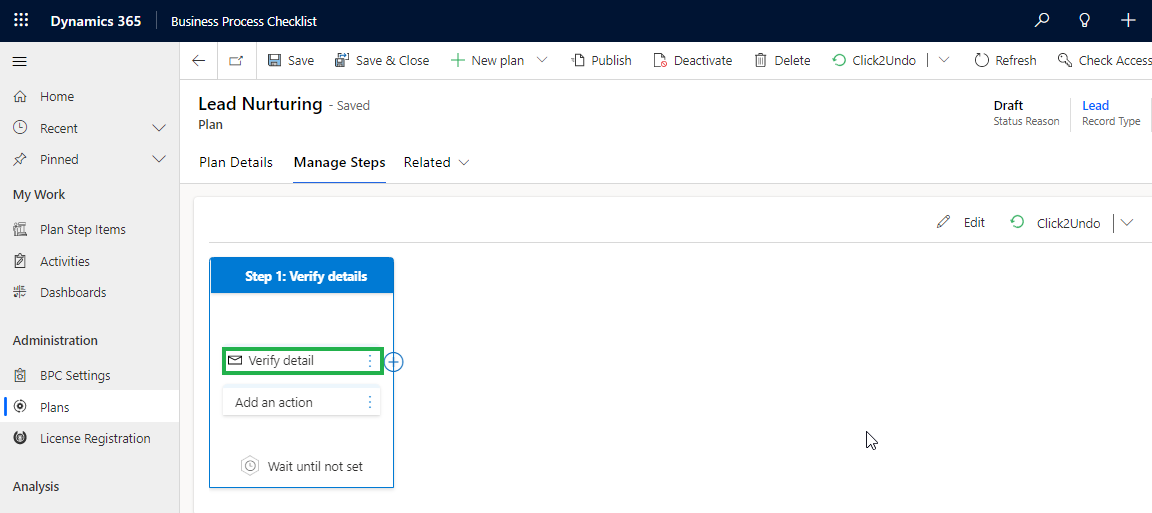 Dynamics 365 Business Process Checklist
Save Save & Close New plan Publish Deactivate Delete Click2Undo Refresh Check Access
Home
Recent
Pinned
My Work
Plan Step Items
Activities
Dashboards
Administration
BPC Settings
Plans
License Registration
Analysis
Lead Nurturing - Saved
Plan
Draft
Status Reason
Lead
Record Type
Plan Details Manage Steps Related
Edit Click2Undo
Step 1: Verify details
Verify detail
Add an action
Wait until not set